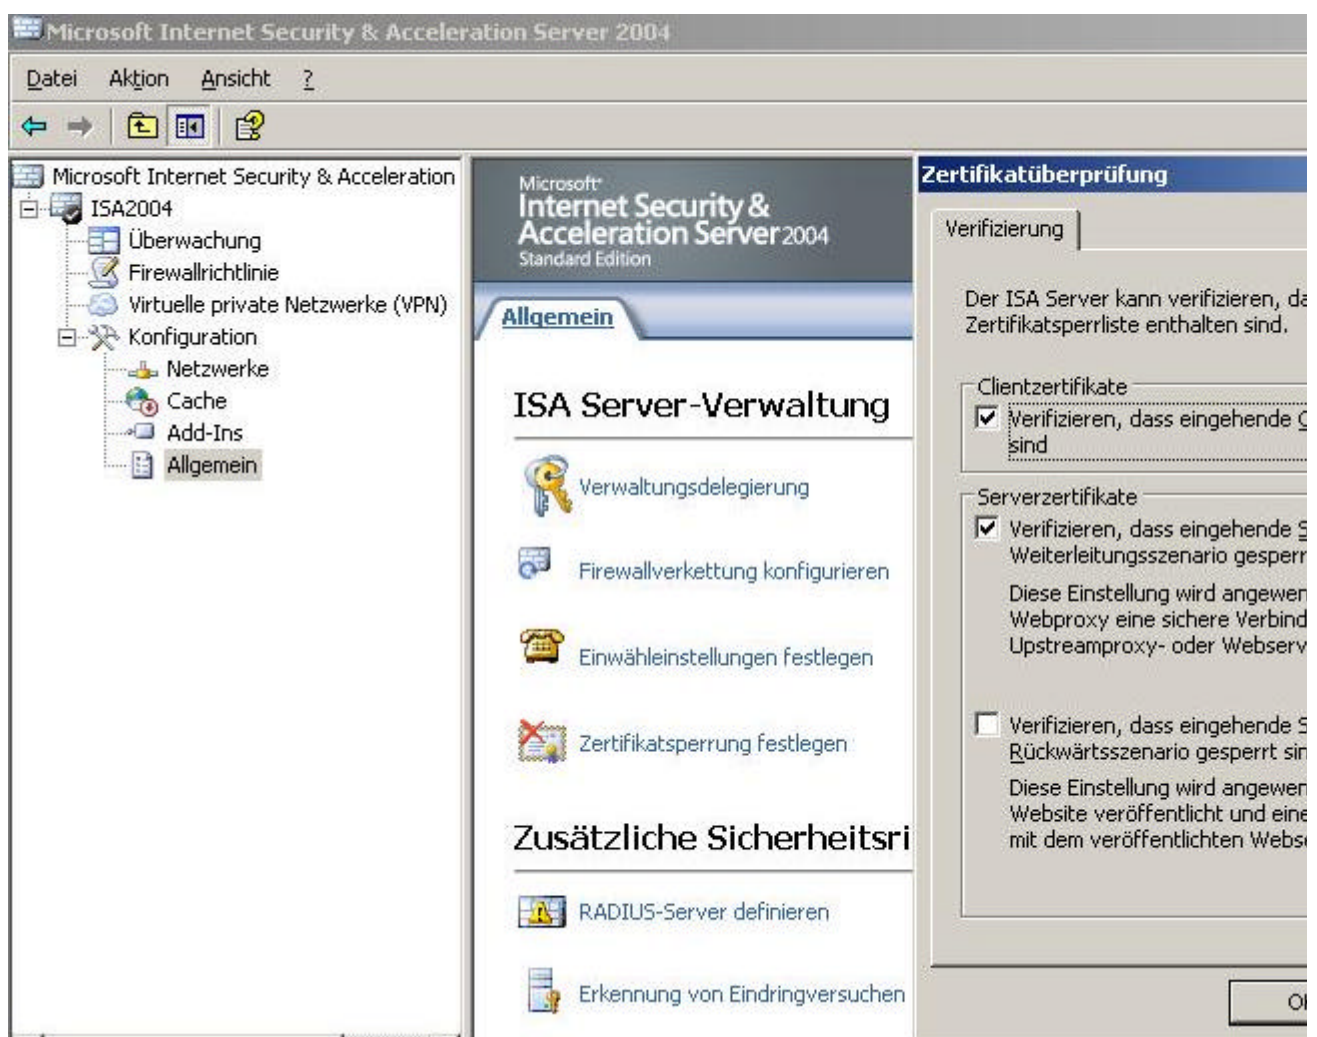 Microsoft Internet Security & Acceleration Server 2004
Datei Aktion Ansicht ?
Microsoft Internet Security & Acceleration
ISA2004
Überwachung
Firewallrichtlinie
Virtuelle private Netzwerke (VPN)
Konfiguration
Netzwerke
Cache
Add-Ins
Allgemein
Microsoft
Internet Security &
Acceleration Server 2004
Standard Edition
Allgemein
ISA Server-Verwaltung
Verwaltungsdelegierung
Firewallverkettung konfigurieren
Einwähleinstellungen festlegen
Zertifikatsperrung festlegen
Zusätzliche Sicherheitsri
RADIUS-Server definieren
Erkennung von Eindringversuchen
Zertifikatüberprüfung
Verifizierung
Der ISA Server kann verifizieren, da
Zertifikatsperrliste enthalten sind.
Clientzertifikate
Verifizieren, dass eingehende C
sind
Serverzertifikate
Verifizieren, dass eingehende S
Weiterleitungsszenario gesperr
Diese Einstellung wird angewen
Webproxy eine sichere Verbind
Upstreamproxy- oder Webserv
Verifizieren, dass eingehende S
Rückwärtsszenario gesperrt sin
Diese Einstellung wird angewen
Website veröffentlicht und eine
mit dem veröffentlichten Webse
OK